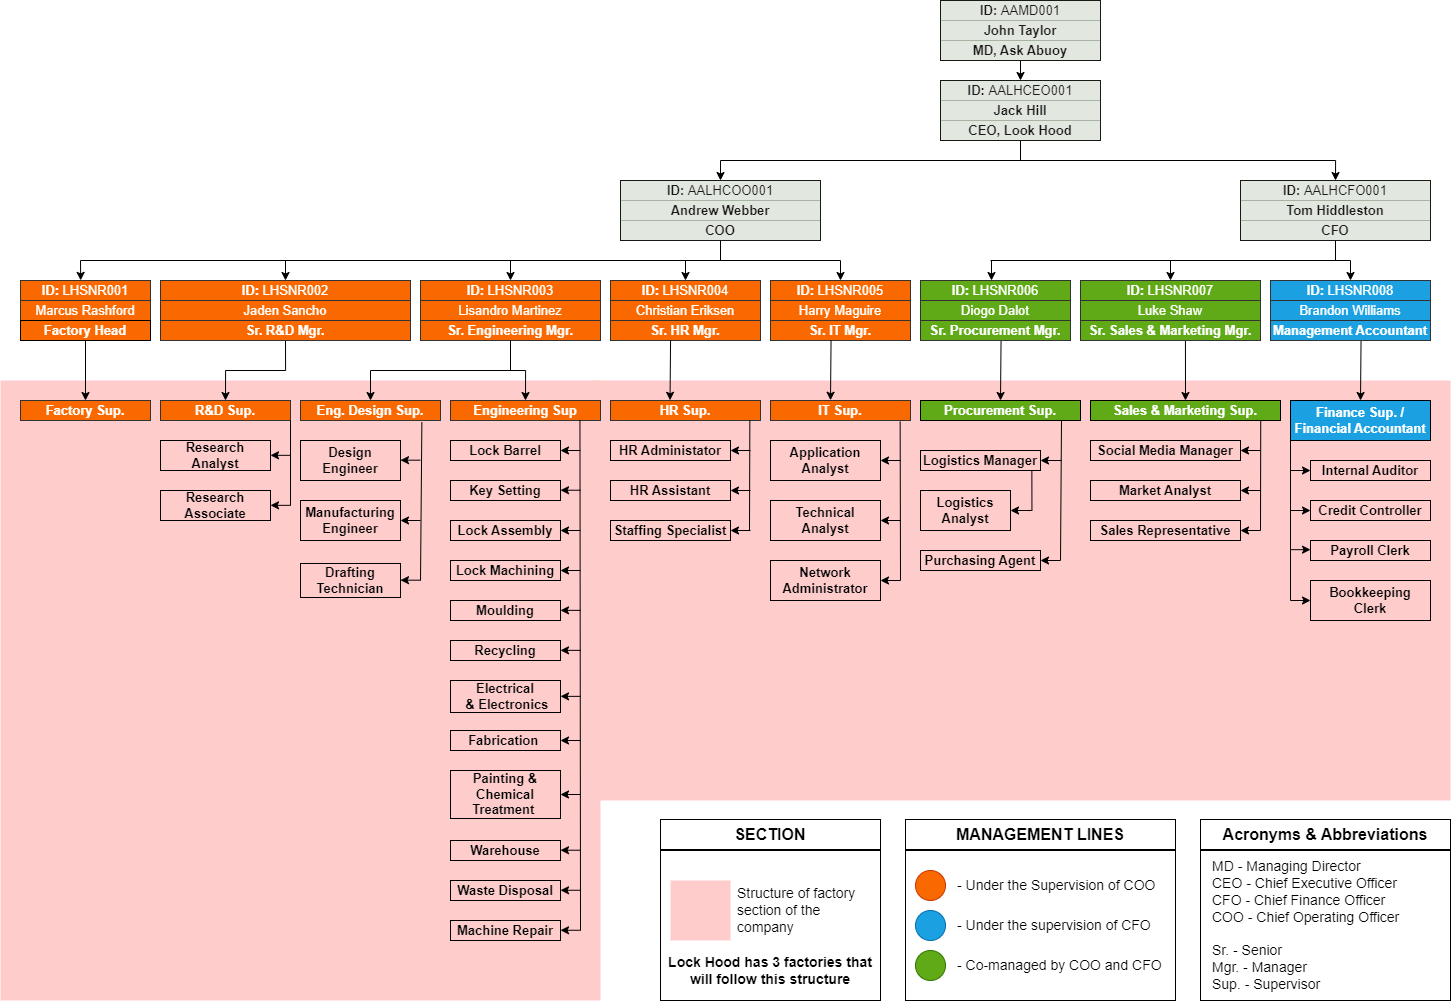 ID: AAMD001
John Taylor
MD, Ask Abuoy
ID: AALHCEO001
Jack Hill
CEO, Look Hood
ID: AALHCOO001
Andrew Webber
COO
ID: AALHCFO001
Tom Hiddleston
CFO
ID: LHSNR001
Marcus Rashford
Factory Head
ID: LHSNR002
Jaden Sancho
Sr. R&D Mgr.
ID: LHSNR003
Lisandro Martinez
Sr. Engineering Mgr.
ID: LHSNR004
Christian Eriksen
Sr. HR Mgr.
ID: LHSNR005
Harry Maguire
Sr. IT Mgr.
ID: LHSNR006
Diogo Dalot
Sr. Procurement Mgr.
ID: LHSNR007
Luke Shaw
Sr. Sales & Marketing Mgr.
ID: LHSNR008
Brandon Williams
Management Accountant
Factory Sup.
R&D Sup.
Research
Analyst
Research
Associate
Eng. Design Sup.
Design
Engineer
Manufacturing
Engineer
Drafting
Technician
Engineering Sup
Lock Barrel
Key Setting
Lock Assembly
Lock Machining
Moulding
Recycling
Electrical
& Electronics
Fabrication
Painting &
Chemical
Treatment
Warehouse
Waste Disposal
Machine Repair
HR Sup.
HR Administator
HR Assistant
Staffing Specialist
IT Sup.
Application
Analyst
Technical
Analyst
Network
Administrator
Procurement Sup.
Logistics Manager
Logistics
Analyst
Purchasing Agent
Sales & Marketing Sup.
Social Media Manager
Market Analyst
Sales Representative
Finance Sup. /
Financial Accountant
Internal Auditor
Credit Controller
Payroll Clerk
Bookkeeping
Clerk
SECTION
Structure of factory
section of the
company
Lock Hood has 3 factories that
will follow this structure
MANAGEMENT LINES
- Under the Supervision of COO
- Under the supervision of CFO
- Co-managed by COO and CFO
Acronyms & Abbreviations
MD - Managing Director
CEO - Chief Executive Officer
CFO - Chief Finance Officer
COO - Chief Operating Officer
Sr. - Senior
Mgr. - Manager
Sup. - Supervisor